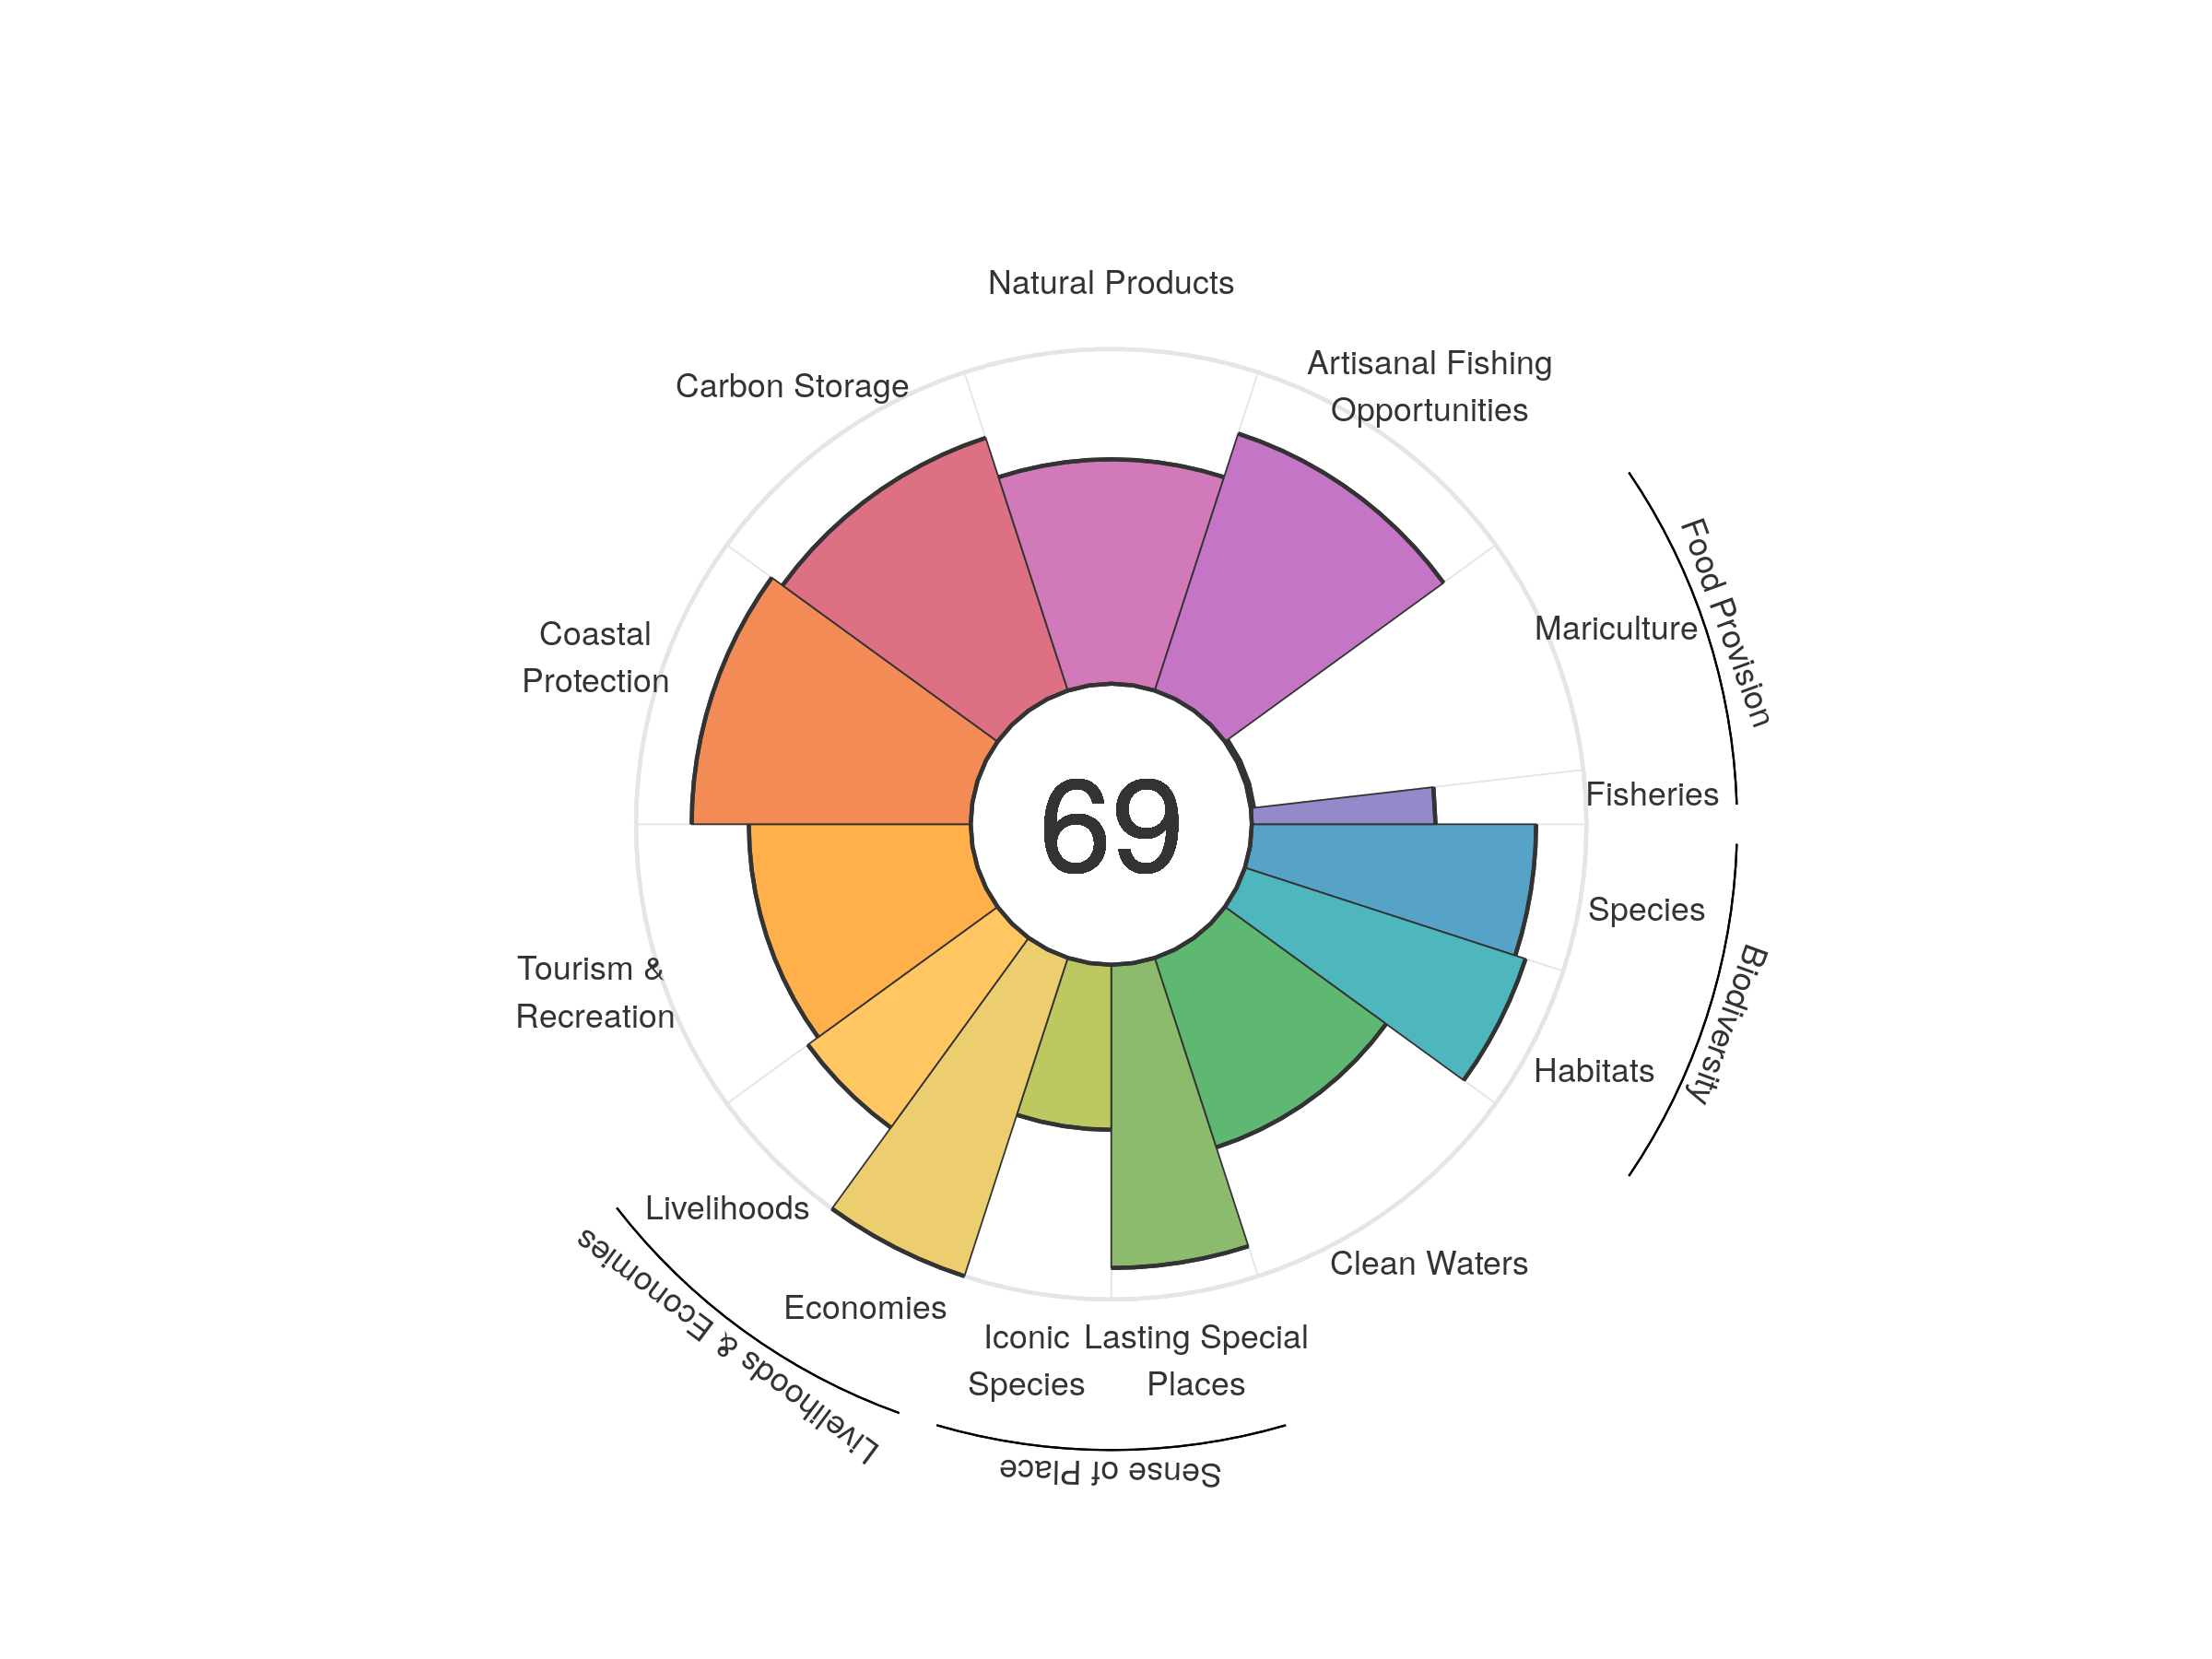 Natural Products
Artisanal Fishing
Opportunities
Carbon Storage
Food Provision
Mariculture
Coastal
Protection
Fisheries
69
Species
Biodiversity
Tourism &
Recreation
Habitats
Livelihoods
Clean Waters
Economies
Livelihoods & Economies
Iconic
Species
Lasting Special
Places
Sense of Place